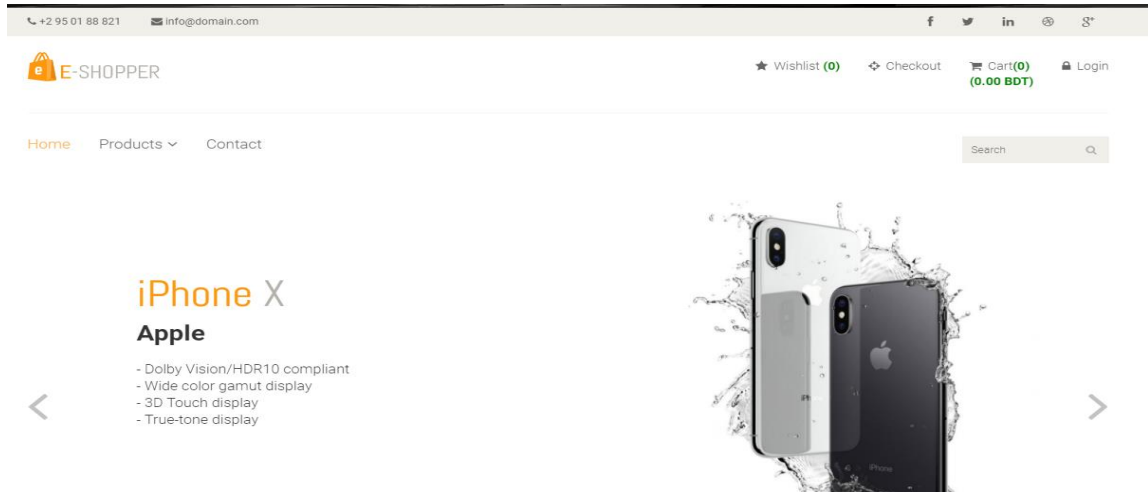 +2 95 01 88 821 info@domain.com
E-SHOPPER
Wishlist (0) Checkout Cart(0) Login
(0.00 BDT)
Home Products Contact
Search
iPhone X
Apple
- Dolby Vision/HDR10 compliant
- Wide color gamut display
- 3D Touch display
- True-tone display
iPhone